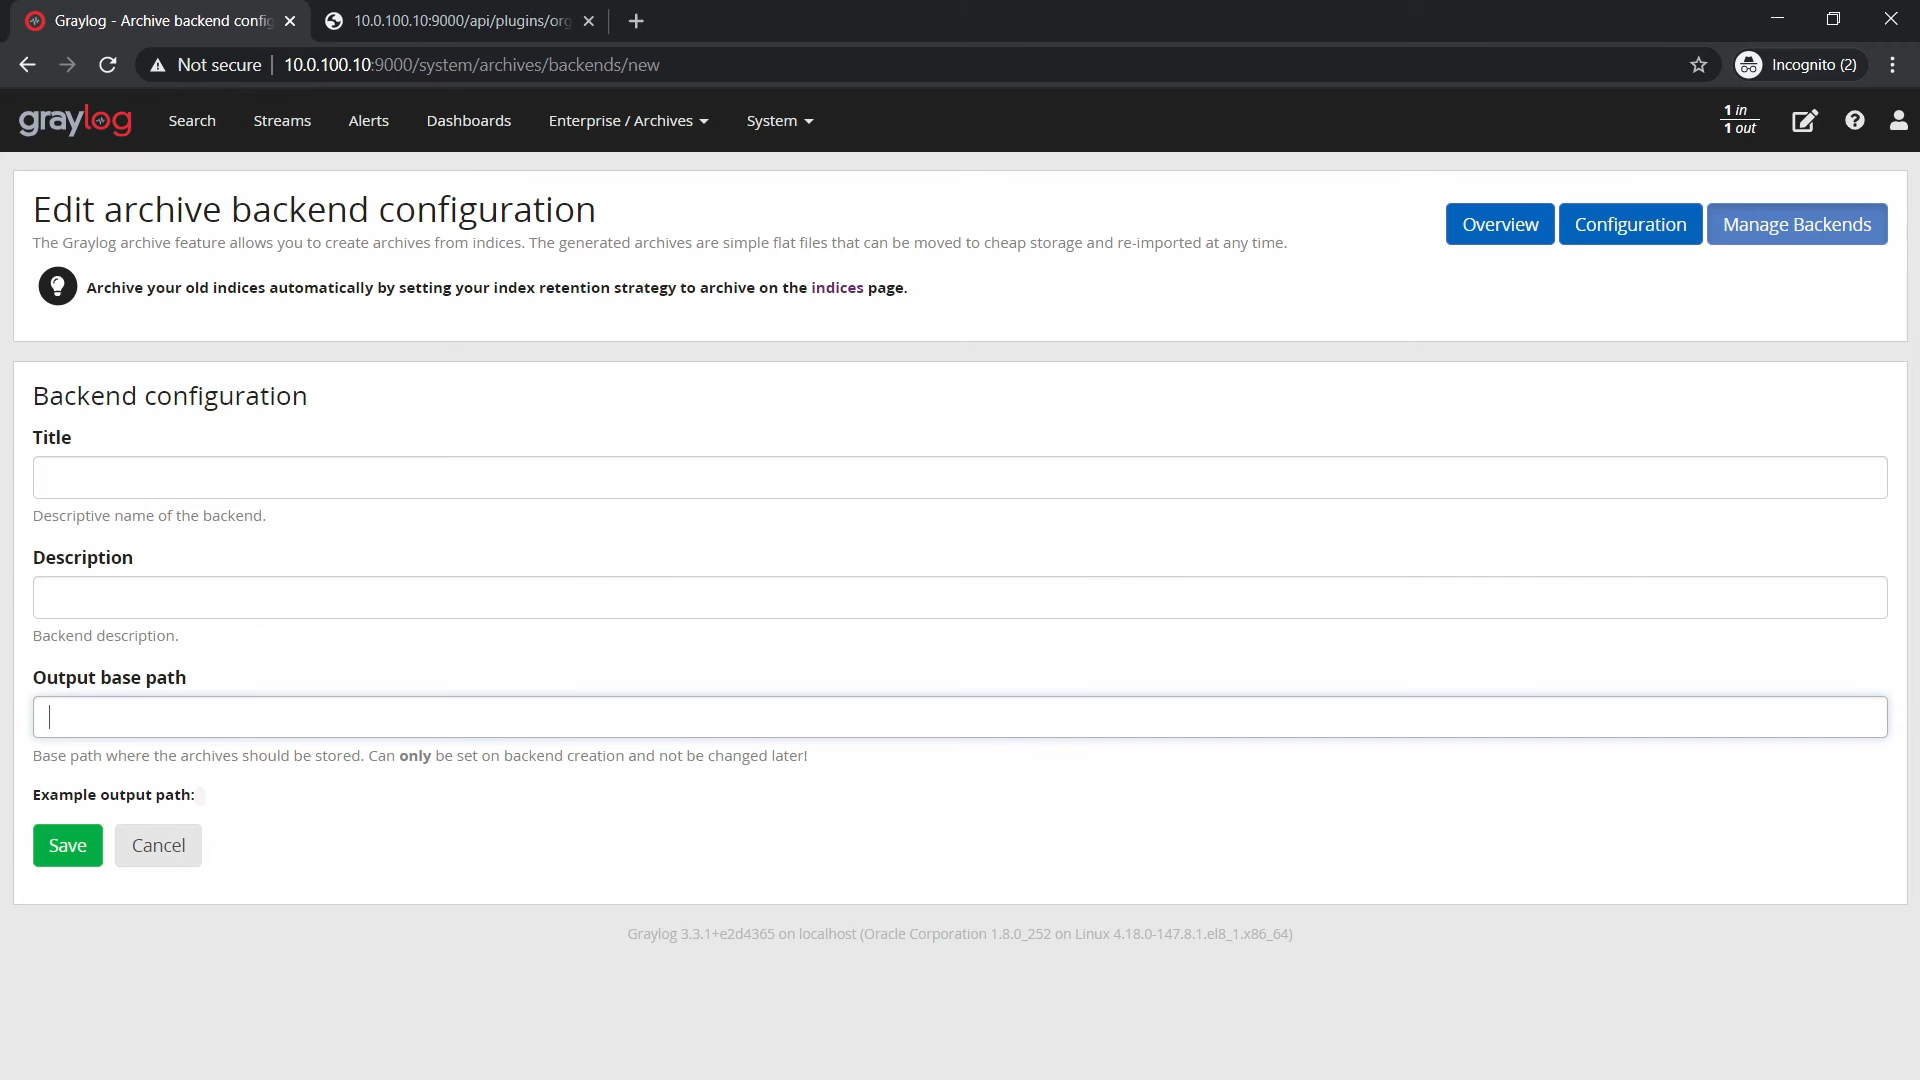 Graylog - Archive backend config
10.0.100.10:9000/api/plugins/org
Not secure
10.0.100.10:9000/system/archives/backends/new
Incognito (2)
graylog
Search
Streams
Alerts
Dashboards
Enterprise / Archives
System
1 in
1 out
Edit archive backend configuration
The Graylog archive feature allows you to create archives from indices. The generated archives are simple flat files that can be moved to cheap storage and re-imported at any time.
Overview
Configuration
Manage Backends
Archive your old indices automatically by setting your index retention strategy to archive on the indices page.
Backend configuration
Title
Descriptive name of the backend.
Description
Backend description.
Output base path
Base path where the archives should be stored. Can only be set on backend creation and not be changed later!
Example output path:
Save
Cancel
Graylog 3.3.1+e2d4365 on localhost (Oracle Corporation 1.8.0_252 on Linux 4.18.0-147.8.1.el8_1.x86_64)